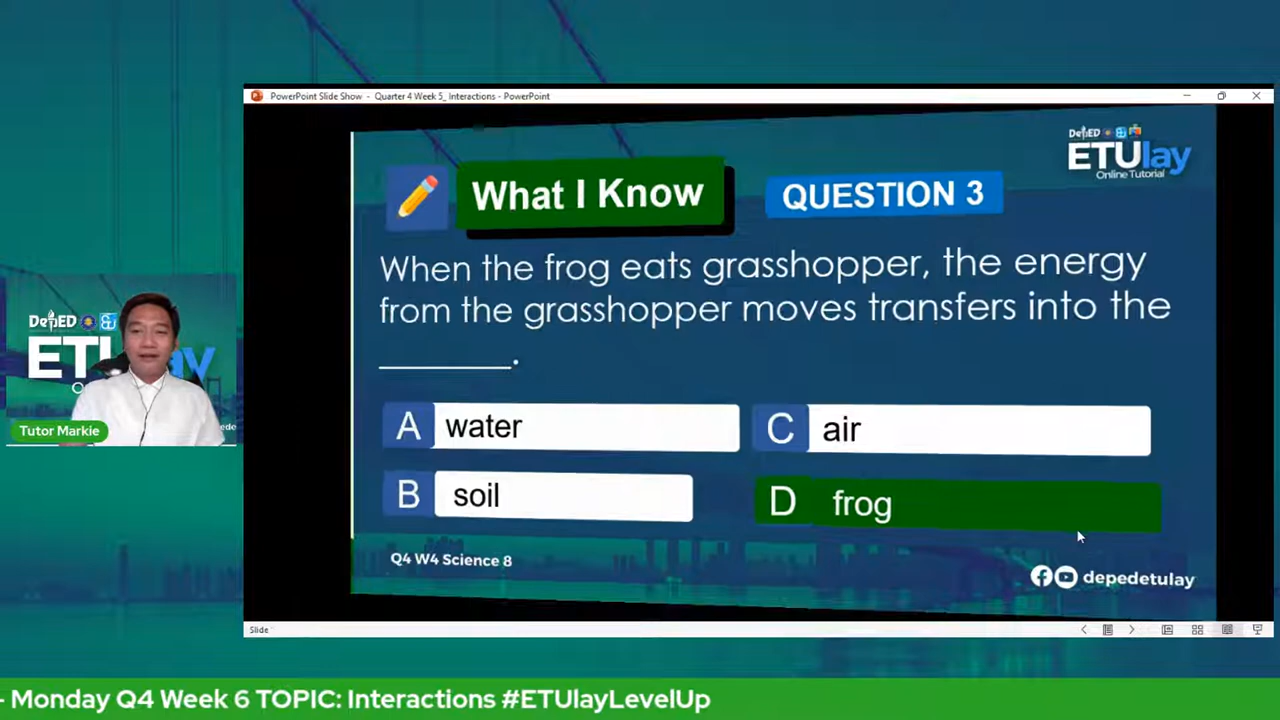 PowerPoint Slide Show - Quarter 4 Week 5_ Interactions - PowerPoint
DepED
ETUlay
Online Tutorial
What I Know
QUESTION 3
When the frog eats grasshopper, the energy
from the grasshopper moves transfers into the
_________.
A water
C air
B soil
D frog
Q4 W4 Science 8
depedetulay
Slide
DepED
Tutor Markie
- Monday Q4 Week 6 TOPIC: Interactions #ETUlayLevelUp